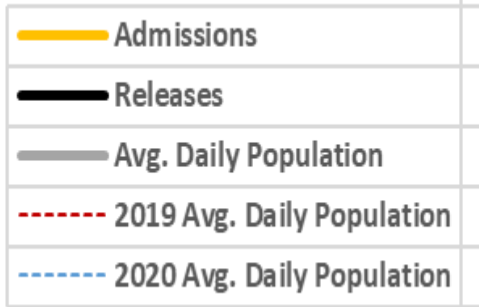 Admissions
Releases
Avg. Daily Population
2019 Avg. Daily Population
2020 Avg. Daily Population